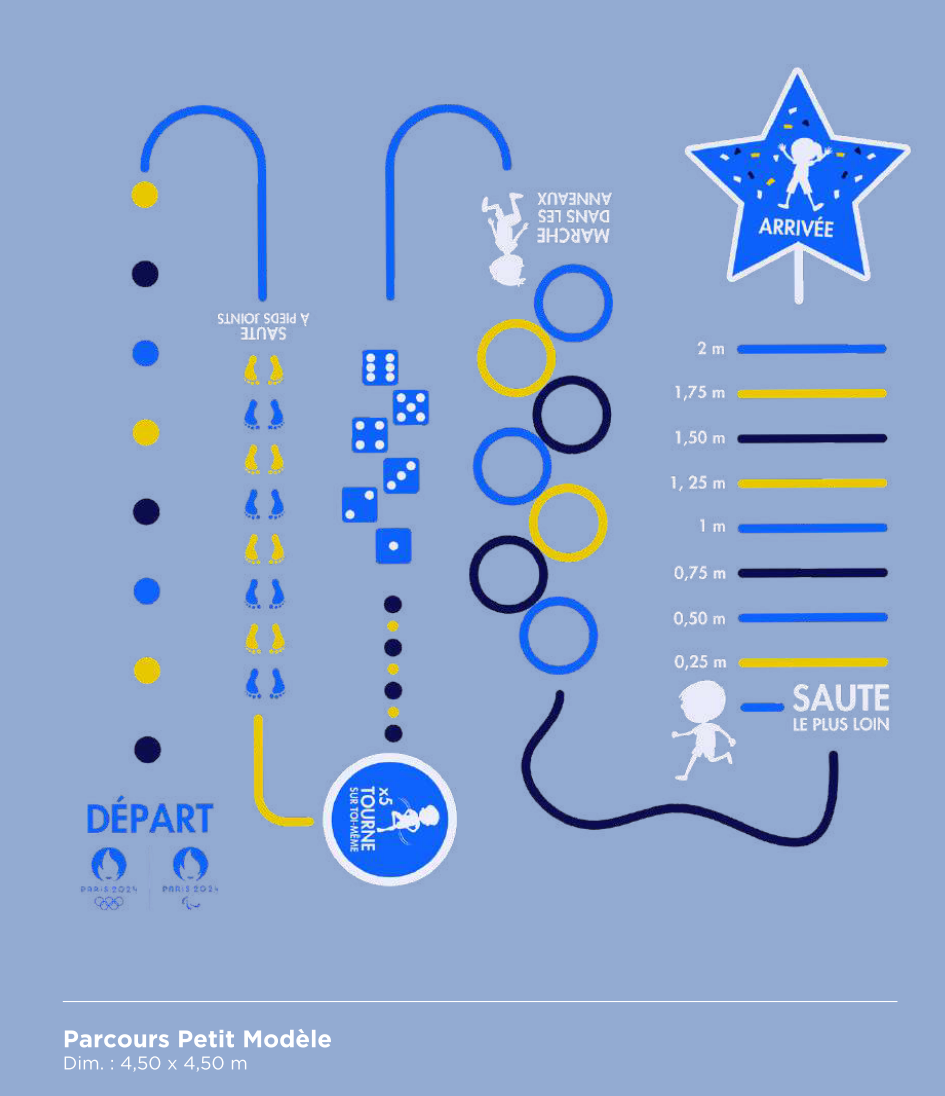 DÉPART
PARIS 2024
PARIS 2024
SAUTE
À PIEDS JOINTS
x5
TOURNE
SUR TOI-MÊME
MARCHE
DANS LES
ANNEAUX
SAUTE
LE PLUS LOIN
2 m
1,75 m
1,50 m
1, 25 m
1 m
0,75 m
0,50 m
0,25 m
ARRIVÉE
Parcours Petit Modèle
Dim. : 4,50 x 4,50 m